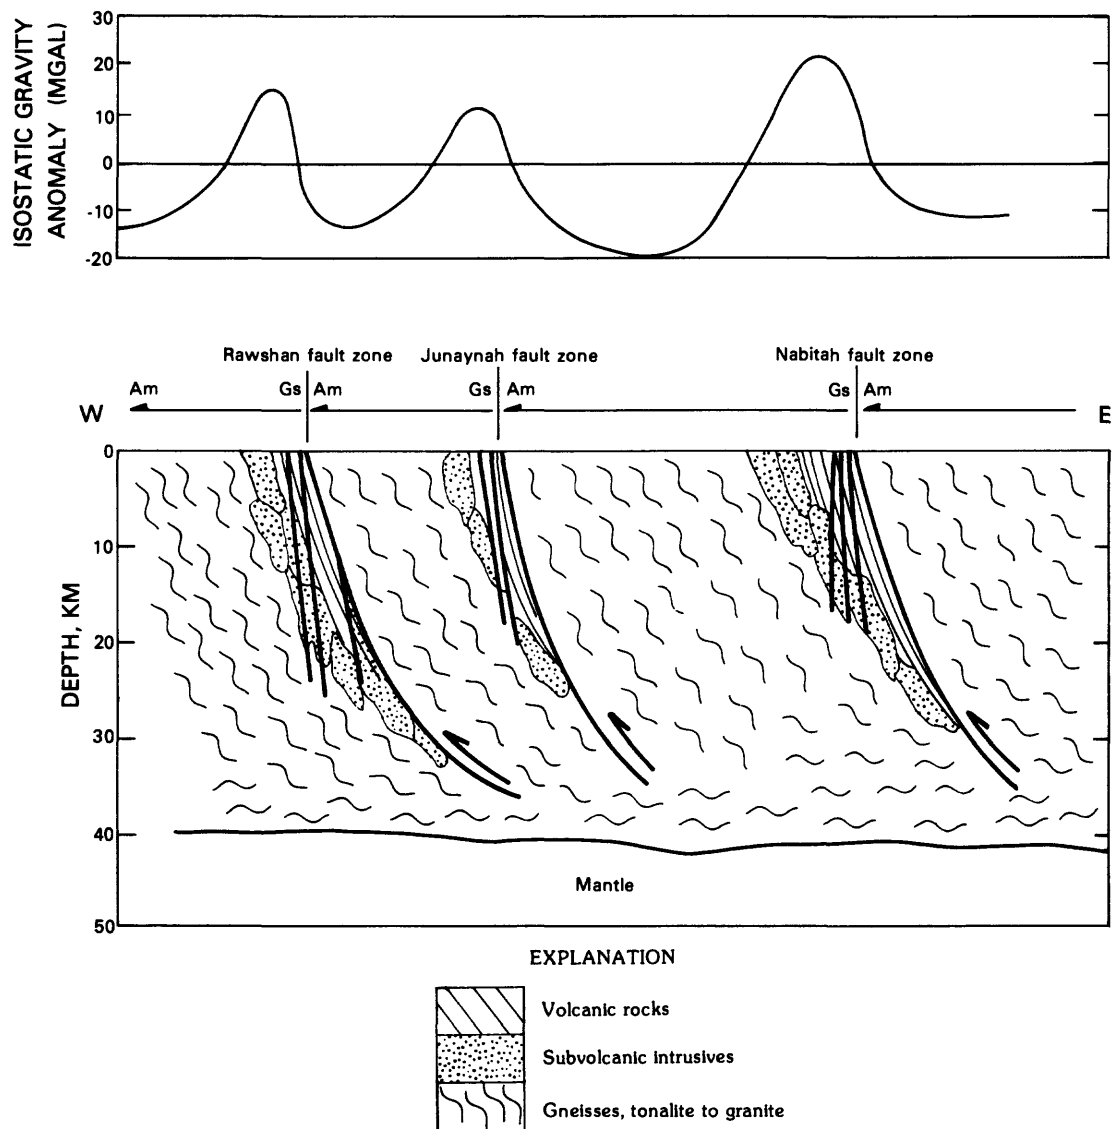 ISOSTATIC GRAVITY
ANOMALY (MGAL)
30
20
10
0
-10
-20
Rawshan fault zone
Junaynah fault zone
Nabitah fault zone
Am
Gs
Am
Gs
Am
Gs
Am
W
E
DEPTH, KM
0
10
20
30
40
50
Mantle
EXPLANATION
Volcanic rocks
Subvolcanic intrusives
Gneisses, tonalite to granite